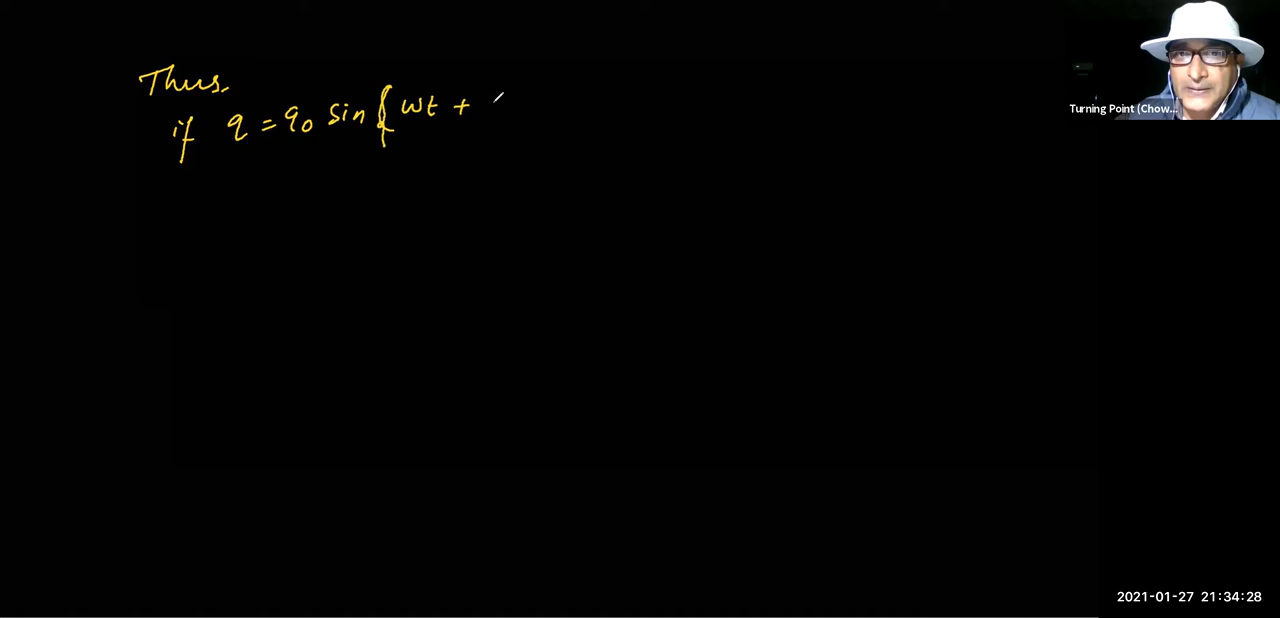 Thus.
if q = q0 sin { ωt +
Turning Point (Chow...
2021-01-27 21:34:28